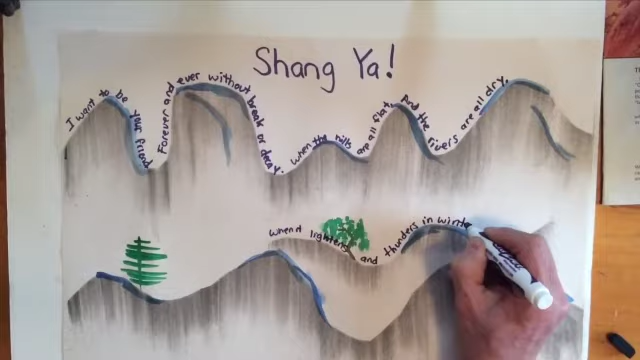 Shang Ya!
I want to be your friend Forever and ever without break or decay. when the hills are all flat And the rivers are all dry.
when it lightens and thunders in winte